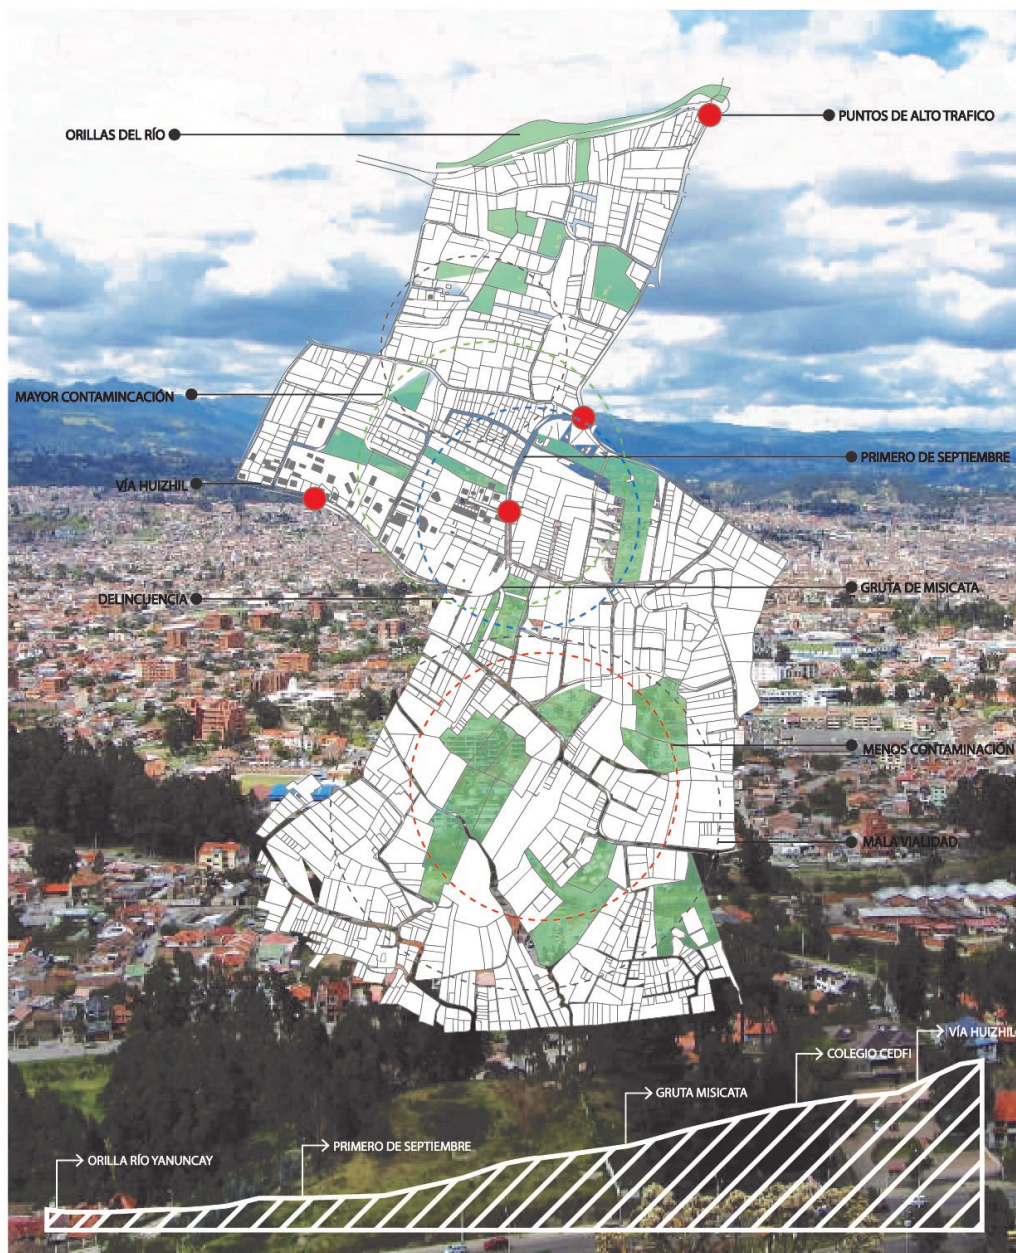 PUNTOS DE ALTO TRAFICO
ORILLAS DEL RÍO
MAYOR CONTAMINCACIÓN
PRIMERO DE SEPTIEMBRE
VÍA HUIZHIL
GRUTA DE MISICATA
DELINCUENCIA
MENOS CONTAMINACIÓN
MALA VIALIDAD
VÍA HUIZHIL
COLEGIO CEDFI
GRUTA MISICATA
PRIMERO DE SEPTIEMBRE
ORILLA RÍO YANUNCAY